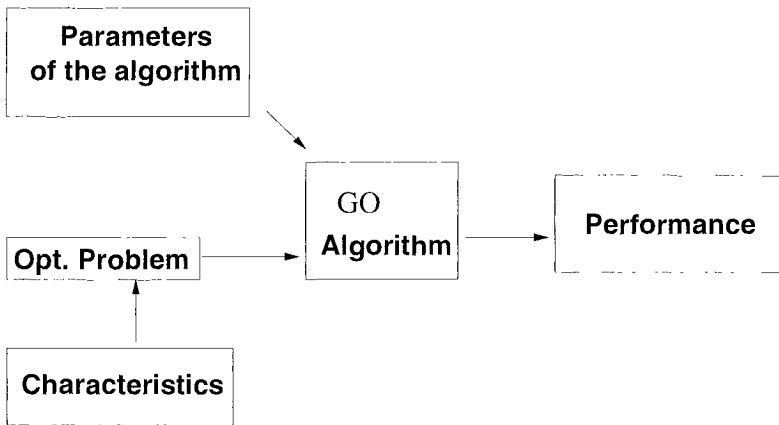 Parameters
of the algorithm
GO
Algorithm
Performance
Opt. Problem
Characteristics